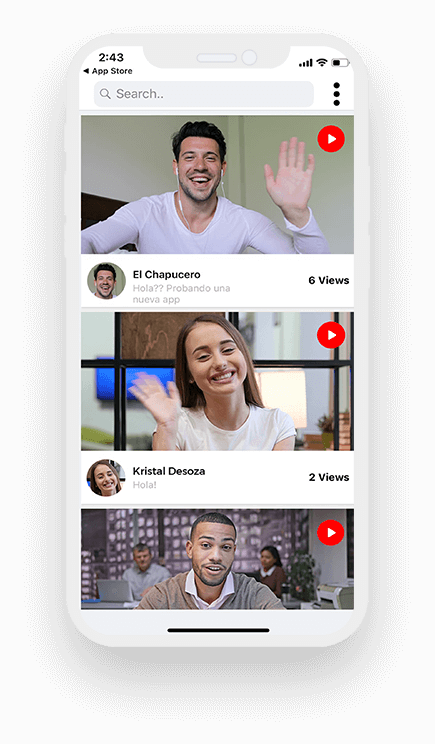 2:43
◀ App Store
Search..
El Chapucero
Hola?? Probando una
nueva app
6 Views
Kristal Desoza
Hola!
2 Views